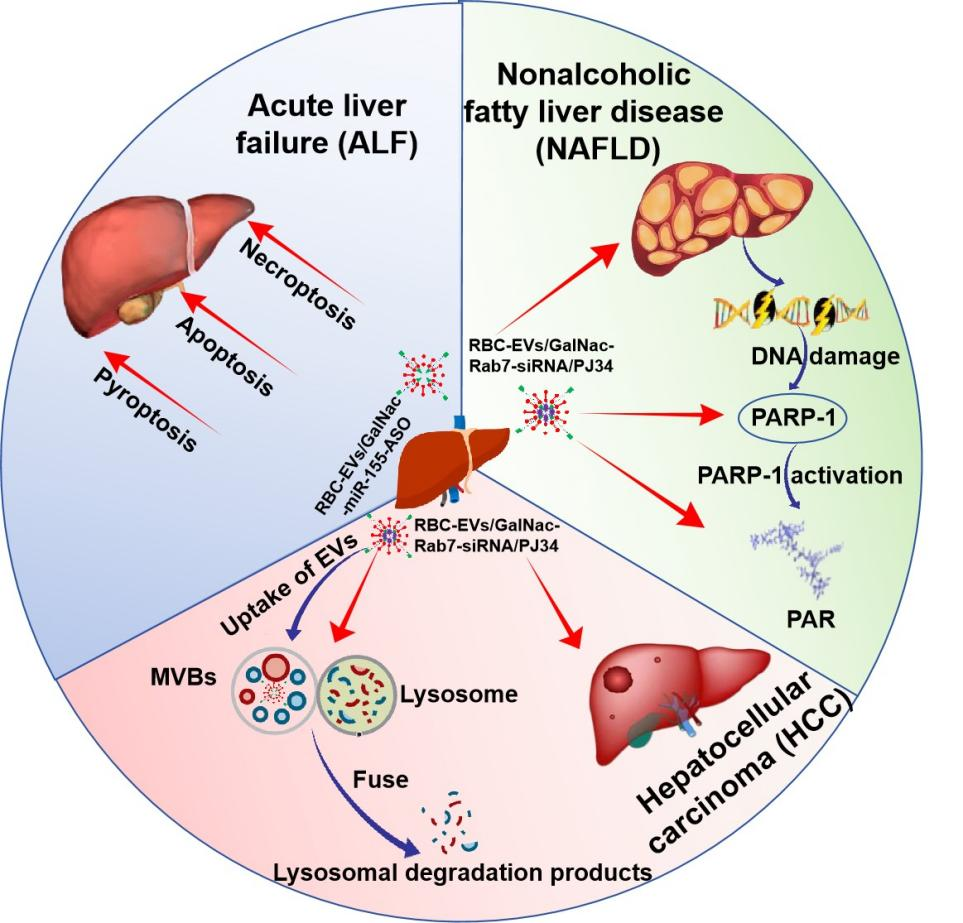 Acute liver
failure (ALF)
Nonalcoholic
fatty liver disease
(NAFLD)
Necroptosis
Apoptosis
Pyroptosis
RBC-EVs/GalNac
-miR-155-ASO
RBC-EVs/GalNac-
Rab7-siRNA/PJ34
DNA damage
PARP-1
PARP-1 activation
PAR
RBC-EVs/GalNac-
Rab7-siRNA/PJ34
Uptake of EVs
MVBs
Lysosome
Fuse
Lysosomal degradation products
Hepatocellular
carcinoma (HCC)